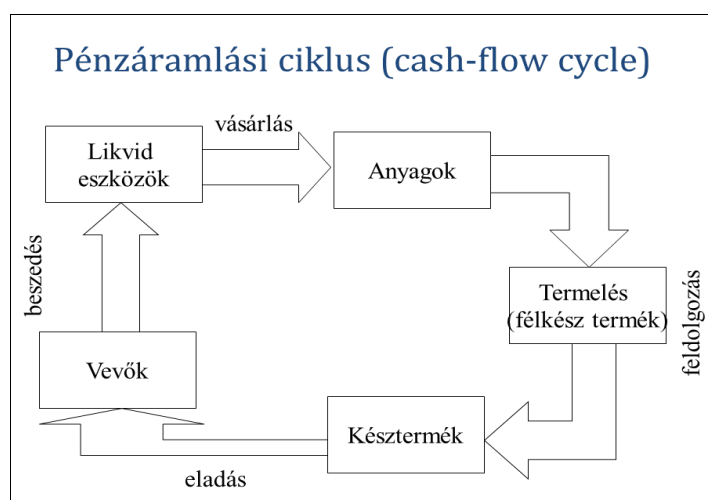 Pénzáramlási ciklus (cash-flow cycle)
vásárlás
Likvid
eszközök
Anyagok
beszedés
Termelés
(félkész termék)
feldolgozás
Vevők
Késztermék
eladás